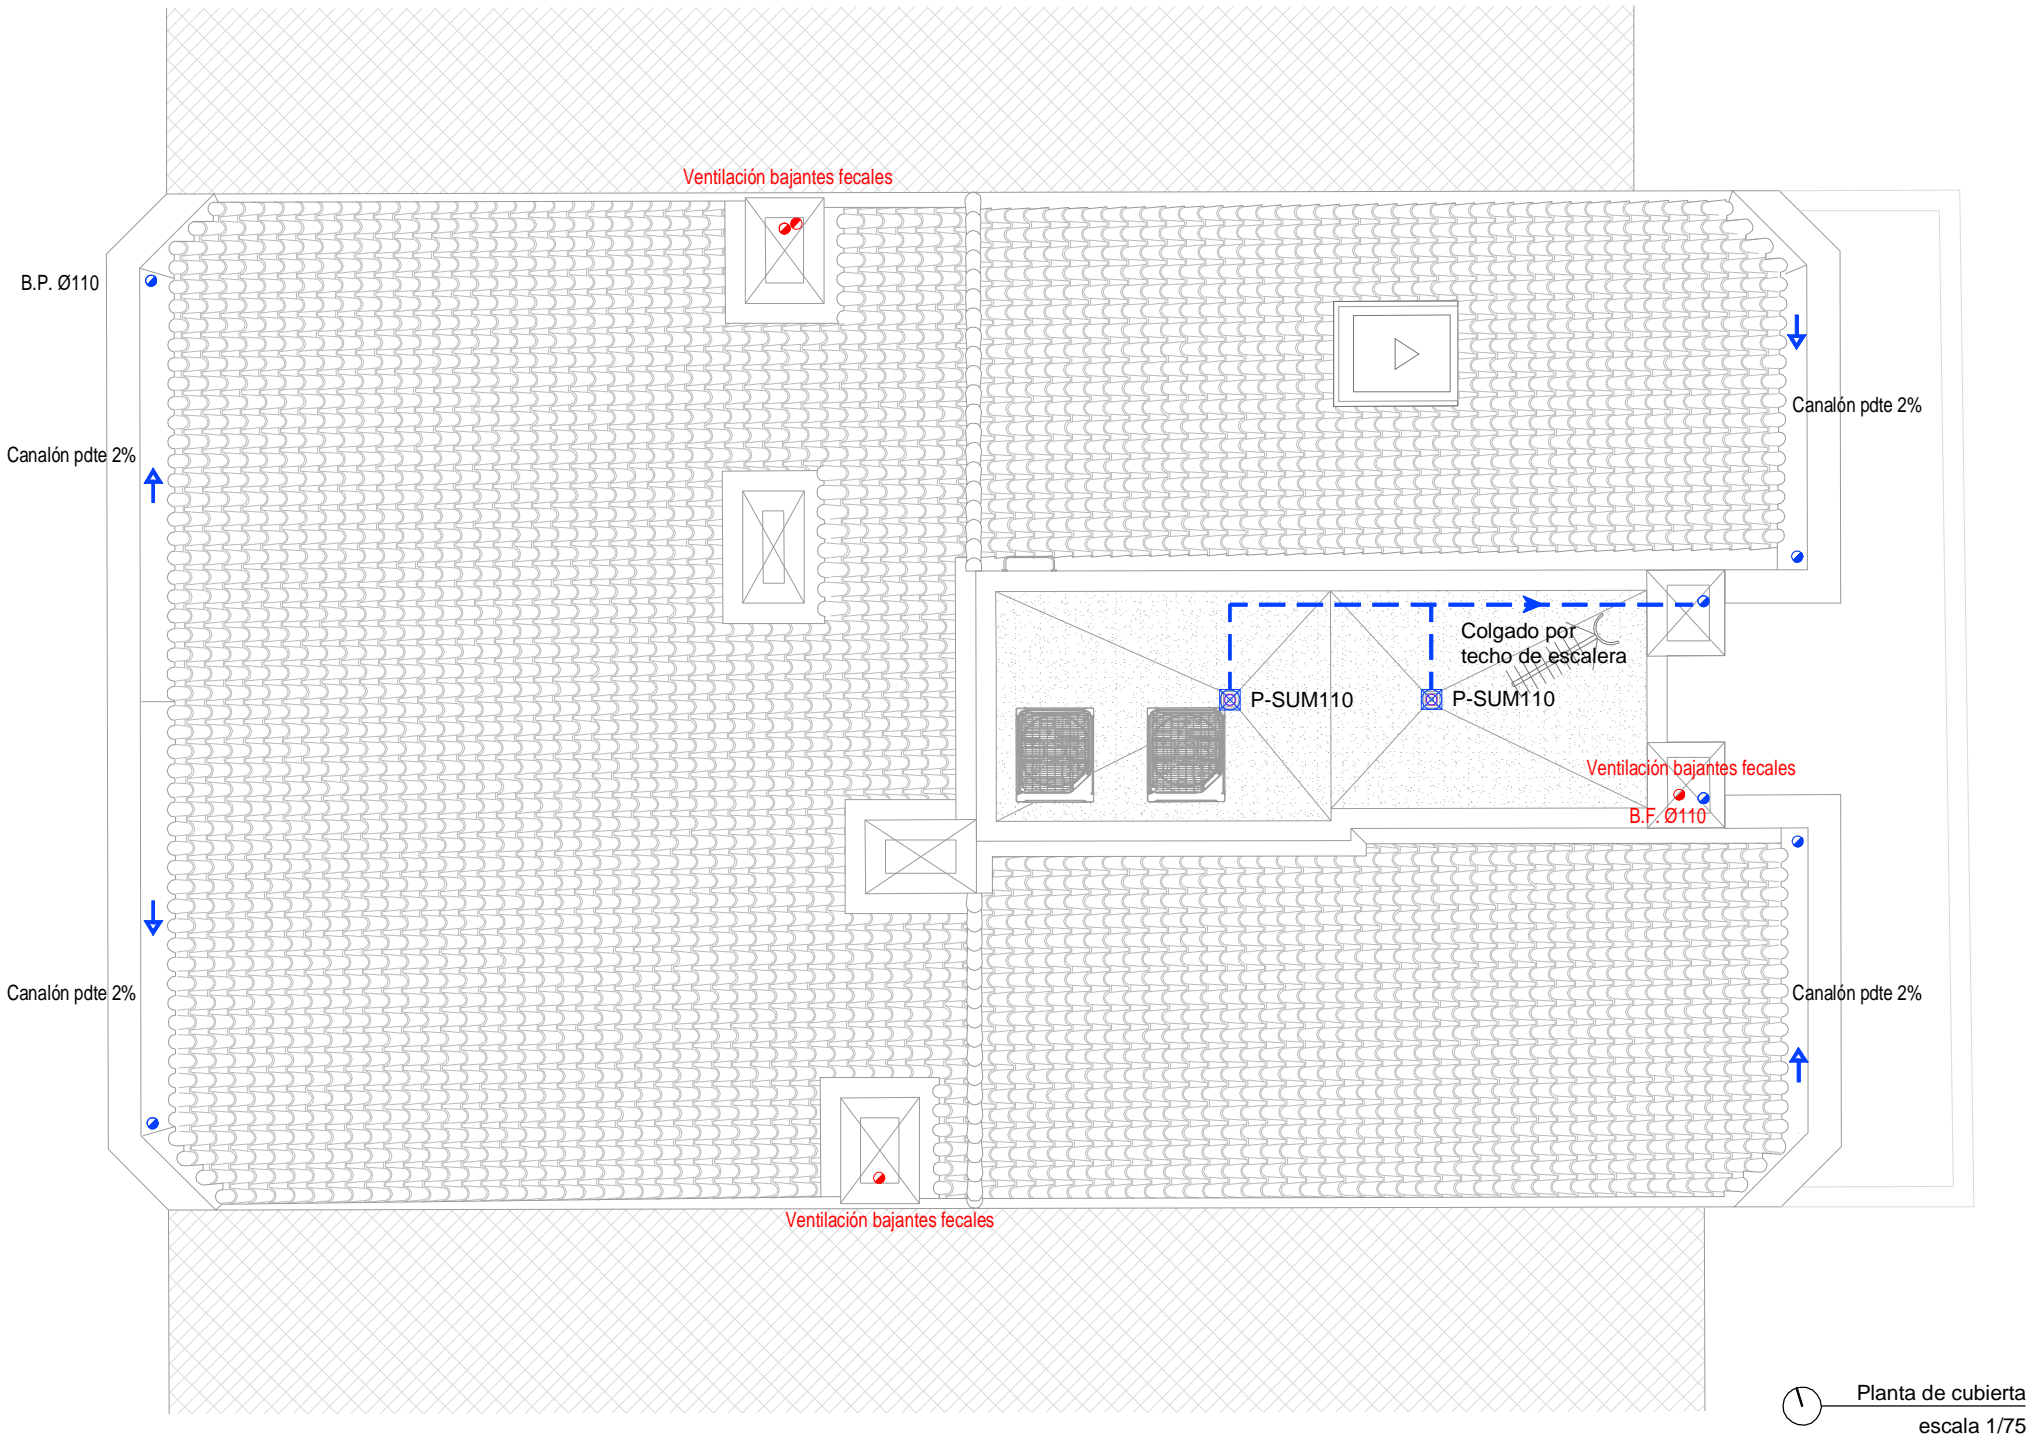 Ventilación bajantes fecales
B.P. Ø110
Canalón pdte 2%
Canalón pdte 2%
Colgado por
techo de escalera
P-SUM110
P-SUM110
Ventilación bajantes fecales
B.F. Ø110
Canalón pdte 2%
Canalón pdte 2%
Ventilación bajantes fecales
Planta de cubierta
escala 1/75